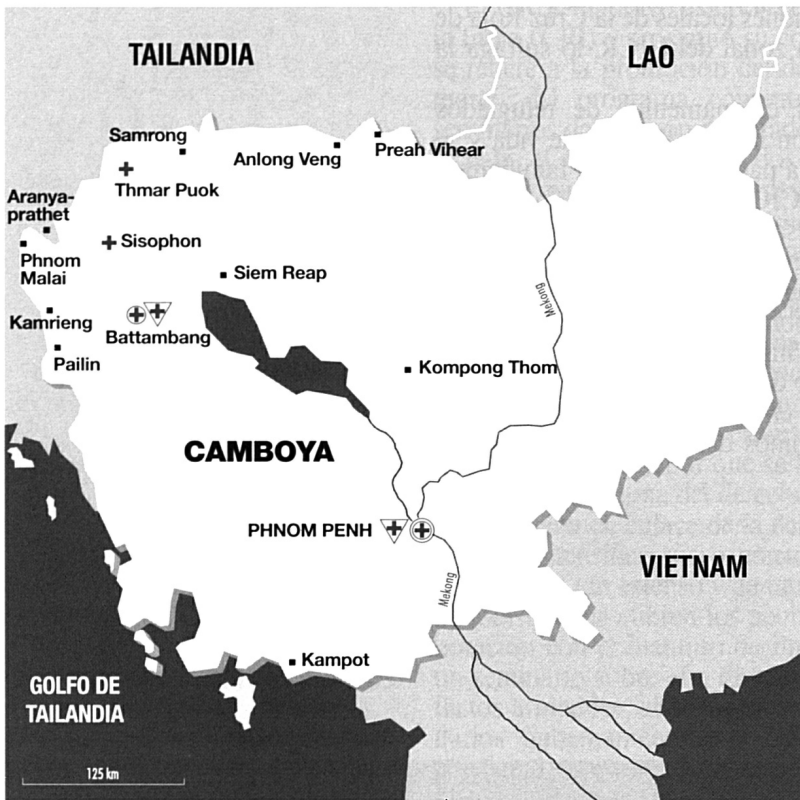 TAILANDIA
LAO
Samrong
Anlong Veng
Preah Vihear
Thmar Puok
Aranya-
prathet
Sisophon
Phnom
Malai
Siem Reap
Mekong
Kamrieng
Battambang
Pailin
Kompong Thom
CAMBOYA
PHNOM PENH
VIETNAM
Mekong
Kampot
GOLFO DE
TAILANDIA
125 km